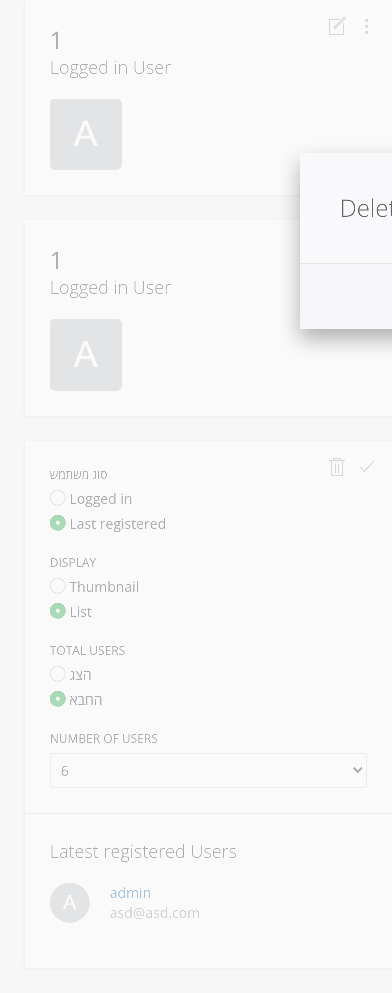 1
Logged in User
A
Delet
1
Logged in User
A
סוג משתמש
Logged in
Last registered
DISPLAY
Thumbnail
List
TOTAL USERS
הצג
החבא
NUMBER OF USERS
6
Latest registered Users
A
admin
asd@asd.com